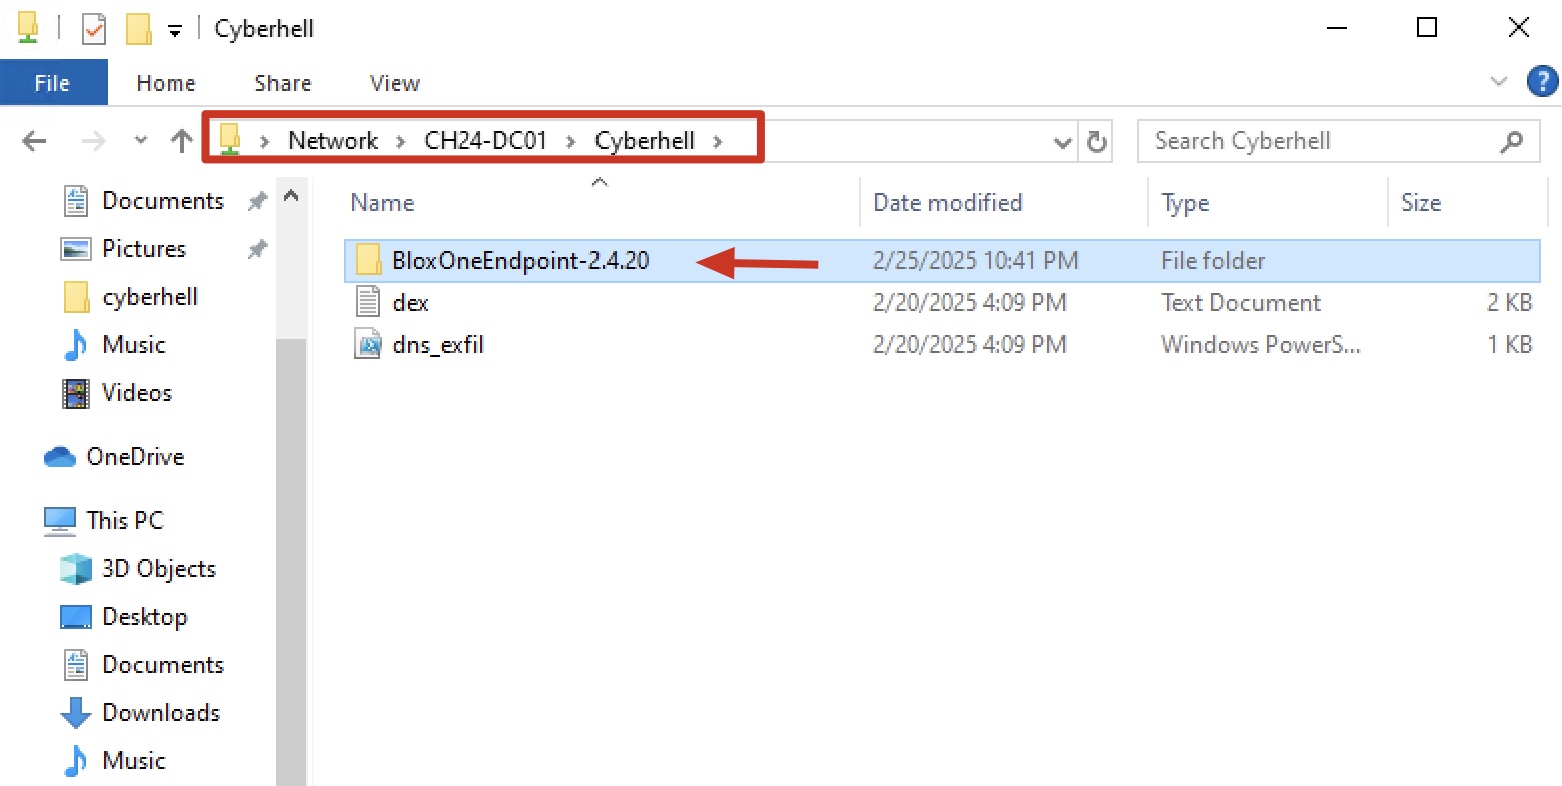 Cyberhell
File Home Share View
?
Network CH24-DC01 Cyberhell
Search Cyberhell
Documents
Pictures
cyberhell
Music
Videos
OneDrive
This PC
3D Objects
Desktop
Documents
Downloads
Music
Name Date modified Type Size
BloxOneEndpoint-2.4.20 2/25/2025 10:41 PM File folder
dex 2/20/2025 4:09 PM Text Document 2 KB
dns_exfil 2/20/2025 4:09 PM Windows PowerS... 1 KB